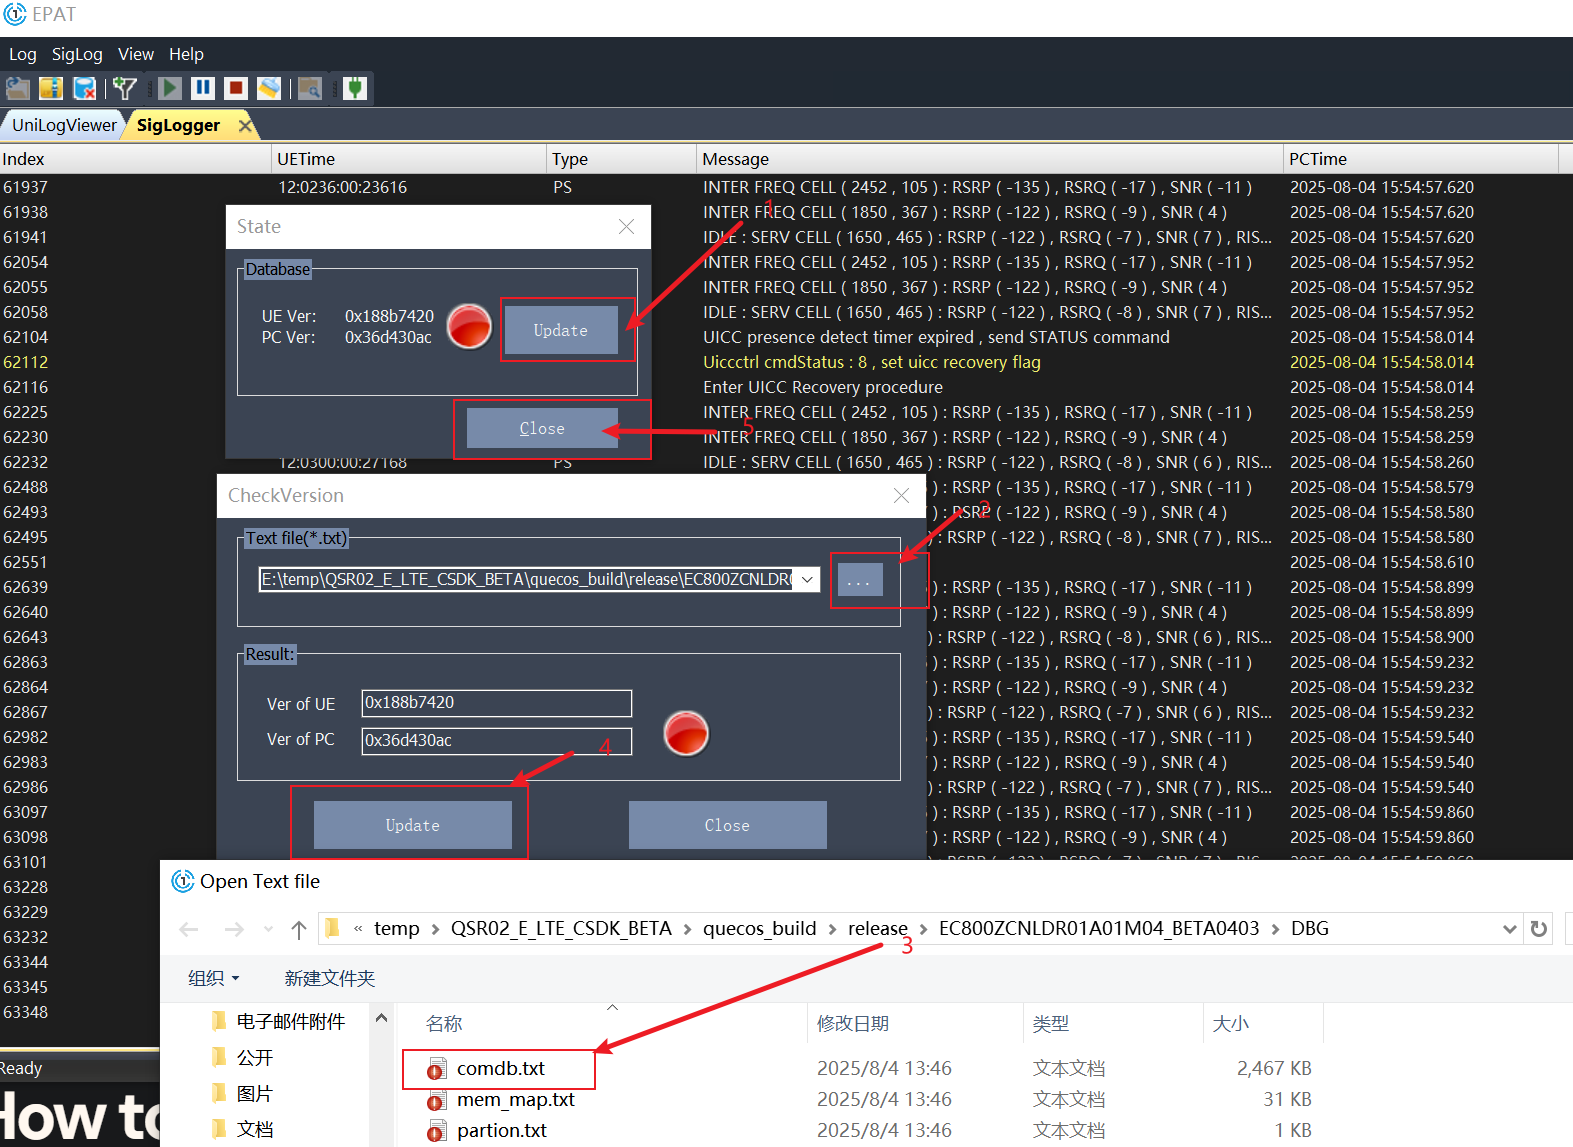 EPAT
Log SigLog View Help
UniLogViewer SigLogger
Index UETime Type Message PCTime
61937 12:0236:00:23616 PS INTER FREQ CELL ( 2452 , 105 ) : RSRP ( -135 ) , RSRQ ( -17 ) , SNR ( -11 ) 2025-08-04 15:54:57.620
61938 INTER FREQ CELL ( 1850 , 367 ) : RSRP ( -122 ) , RSRQ ( -9 ) , SNR ( 4 ) 2025-08-04 15:54:57.620
61941 IDLE : SERV CELL ( 1650 , 465 ) : RSRP ( -122 ) , RSRQ ( -7 ) , SNR ( 7 ) , RIS... 2025-08-04 15:54:57.620
62054 INTER FREQ CELL ( 2452 , 105 ) : RSRP ( -135 ) , RSRQ ( -17 ) , SNR ( -11 ) 2025-08-04 15:54:57.952
62055 INTER FREQ CELL ( 1850 , 367 ) : RSRP ( -122 ) , RSRQ ( -9 ) , SNR ( 4 ) 2025-08-04 15:54:57.952
62058 IDLE : SERV CELL ( 1650 , 465 ) : RSRP ( -122 ) , RSRQ ( -8 ) , SNR ( 7 ) , RIS... 2025-08-04 15:54:57.952
62104 UICC presence detect timer expired , send STATUS command 2025-08-04 15:54:58.014
62112 Uiccctrl cmdStatus : 8 , set uicc recovery flag 2025-08-04 15:54:58.014
62116 Enter UICC Recovery procedure 2025-08-04 15:54:58.014
62225 INTER FREQ CELL ( 2452 , 105 ) : RSRP ( -135 ) , RSRQ ( -17 ) , SNR ( -11 ) 2025-08-04 15:54:58.259
62230 INTER FREQ CELL ( 1850 , 367 ) : RSRP ( -122 ) , RSRQ ( -9 ) , SNR ( 4 ) 2025-08-04 15:54:58.259
62232 12:0300:00:27168 PS IDLE : SERV CELL ( 1650 , 465 ) : RSRP ( -122 ) , RSRQ ( -8 ) , SNR ( 6 ) , RIS... 2025-08-04 15:54:58.260
62488 ) : RSRP ( -135 ) , RSRQ ( -17 ) , SNR ( -11 ) 2025-08-04 15:54:58.579
62493 ) : RSRP ( -122 ) , RSRQ ( -9 ) , SNR ( 4 ) 2025-08-04 15:54:58.580
62495 ) : RSRP ( -122 ) , RSRQ ( -8 ) , SNR ( 7 ) , RIS... 2025-08-04 15:54:58.580
62551 2025-08-04 15:54:58.610
62639 ) : RSRP ( -135 ) , RSRQ ( -17 ) , SNR ( -11 ) 2025-08-04 15:54:58.899
62640 ) : RSRP ( -122 ) , RSRQ ( -9 ) , SNR ( 4 ) 2025-08-04 15:54:58.899
62643 ) : RSRP ( -122 ) , RSRQ ( -8 ) , SNR ( 6 ) , RIS... 2025-08-04 15:54:58.900
62863 ) : RSRP ( -135 ) , RSRQ ( -17 ) , SNR ( -11 ) 2025-08-04 15:54:59.232
62864 ) : RSRP ( -122 ) , RSRQ ( -9 ) , SNR ( 4 ) 2025-08-04 15:54:59.232
62867 ) : RSRP ( -122 ) , RSRQ ( -7 ) , SNR ( 6 ) , RIS... 2025-08-04 15:54:59.232
62982 ) : RSRP ( -135 ) , RSRQ ( -17 ) , SNR ( -11 ) 2025-08-04 15:54:59.540
62983 ) : RSRP ( -122 ) , RSRQ ( -9 ) , SNR ( 4 ) 2025-08-04 15:54:59.540
62986 ) : RSRP ( -122 ) , RSRQ ( -7 ) , SNR ( 7 ) , RIS... 2025-08-04 15:54:59.540
63097 ) : RSRP ( -135 ) , RSRQ ( -17 ) , SNR ( -11 ) 2025-08-04 15:54:59.860
63098 ) : RSRP ( -122 ) , RSRQ ( -9 ) , SNR ( 4 ) 2025-08-04 15:54:59.860
63101
63228
63229
63232
63344
63345
63348
Ready
How to
State
Database
UE Ver: 0x188b7420
PC Ver: 0x36d430ac
Update
1
Close
5
CheckVersion
Text file(*.txt)
E:\temp\QSR02_E_LTE_CSDK_BETA\quecos_build\release\EC800ZCNLDR0
...
2
Result:
Ver of UE 0x188b7420
Ver of PC 0x36d430ac
4
Update Close
Open Text file
« temp > QSR02_E_LTE_CSDK_BETA > quecos_build > release > EC800ZCNLDR01A01M04_BETA0403 > DBG
3
组织 新建文件夹
电子邮件附件
公开
图片
文档
名称 修改日期 类型 大小
comdb.txt 2025/8/4 13:46 文本文档 2,467 KB
mem_map.txt 2025/8/4 13:46 文本文档 31 KB
partion.txt 2025/8/4 13:46 文本文档 1 KB